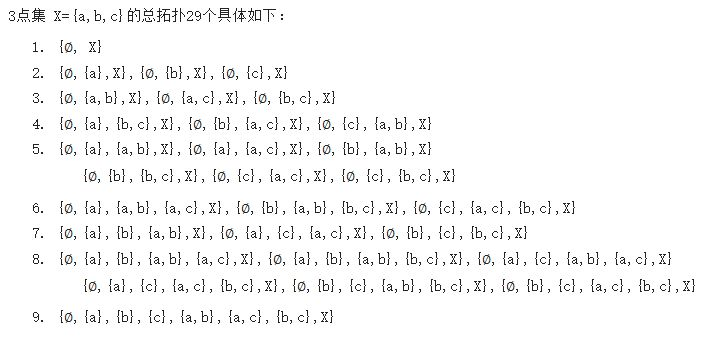 3点集 X={a,b,c}的总拓扑29个具体如下：
1. {∅, X}
2. {∅,{a},X},{∅,{b},X},{∅,{c},X}
3. {∅,{a,b},X},{∅,{a,c},X},{∅,{b,c},X}
4. {∅,{a},{b,c},X},{∅,{b},{a,c},X},{∅,{c},{a,b},X}
5. {∅,{a},{a,b},X},{∅,{a},{a,c},X},{∅,{b},{a,b},X}
{∅,{b},{b,c},X},{∅,{c},{a,c},X},{∅,{c},{b,c},X}
6. {∅,{a},{a,b},{a,c},X},{∅,{b},{a,b},{b,c},X},{∅,{c},{a,c},{b,c},X}
7. {∅,{a},{b},{a,b},X},{∅,{a},{c},{a,c},X},{∅,{b},{c},{b,c},X}
8. {∅,{a},{b},{a,b},{a,c},X},{∅,{a},{b},{a,b},{b,c},X},{∅,{a},{c},{a,b},{a,c},X}
{∅,{a},{c},{a,c},{b,c},X},{∅,{b},{c},{a,b},{b,c},X},{∅,{b},{c},{a,c},{b,c},X}
9. {∅,{a},{b},{c},{a,b},{a,c},{b,c},X}